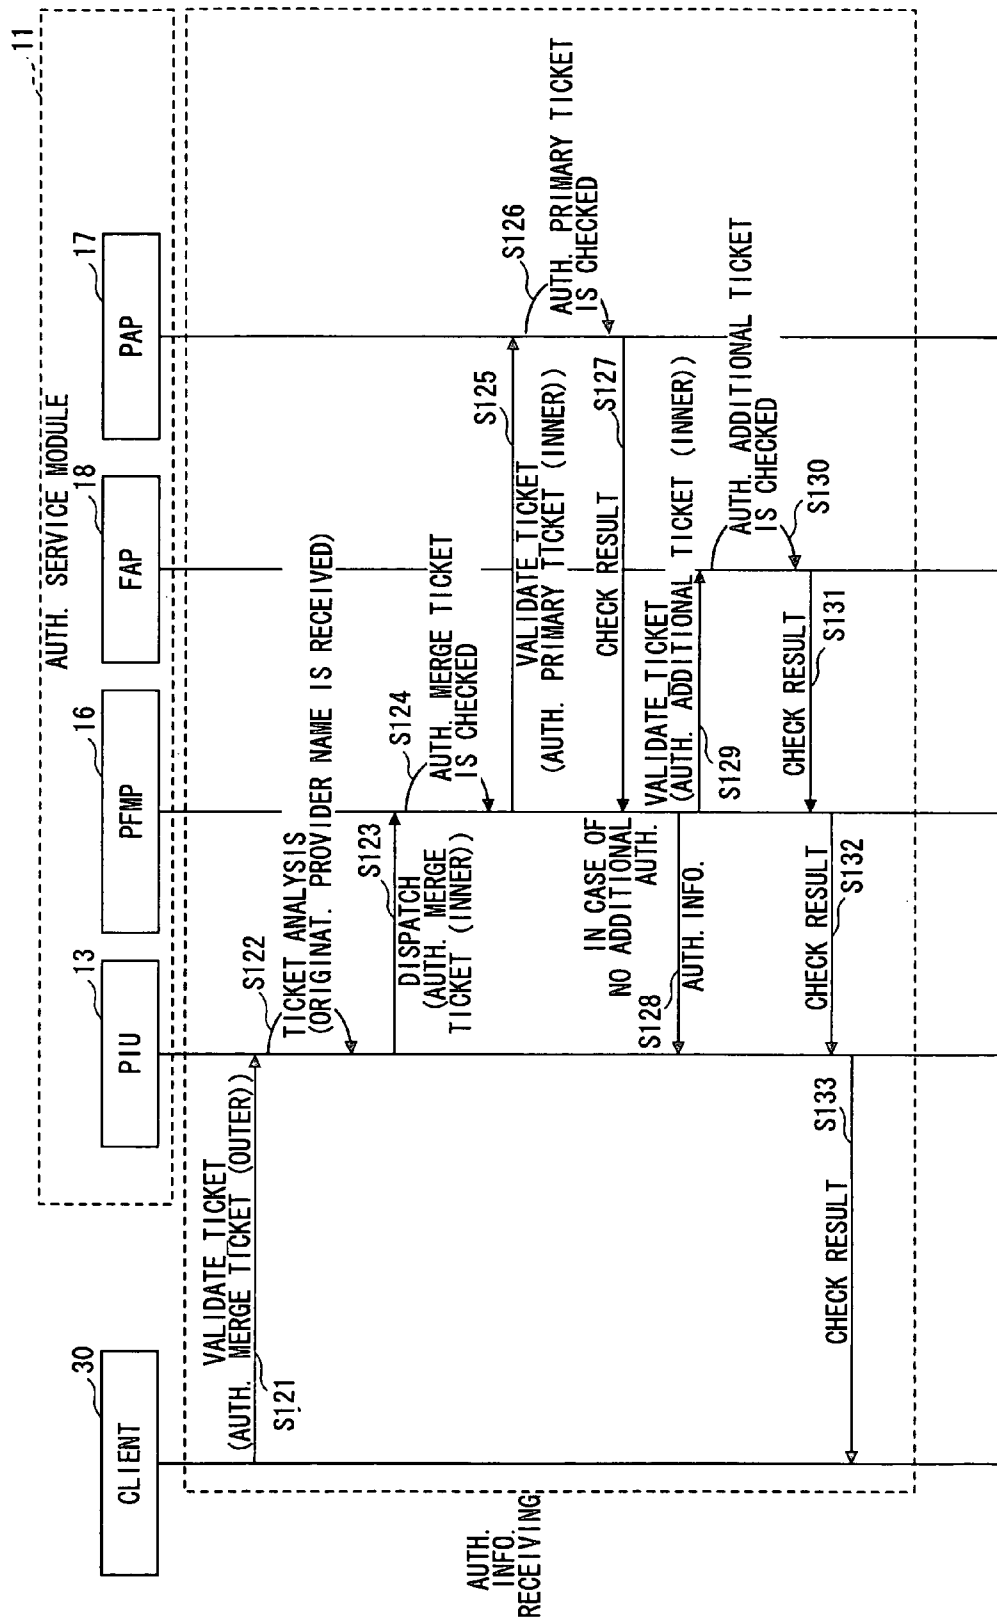 11
AUTH. SERVICE MODULE
30
CLIENT
13
PIU
16
PFMP
18
FAP
17
PAP
AUTH.
INFO.
RECEIVING
VALIDATE TICKET
(AUTH. MERGE TICKET (OUTER))
S121
S122
TICKET ANALYSIS
(ORIGINAT. PROVIDER NAME IS RECEIVED)
S123
DISPATCH
(AUTH. MERGE
TICKET (INNER))
S124
AUTH. MERGE TICKET
IS CHECKED
S125
VALIDATE TICKET
(AUTH. PRIMARY TICKET (INNER))
S126
AUTH. PRIMARY TICKET
IS CHECKED
S127
CHECK RESULT
IN CASE OF
NO ADDITIONAL
AUTH.
S128
AUTH. INFO.
VALIDATE TICKET
(AUTH. ADDITIONAL TICKET (INNER))
S129
AUTH. ADDITIONAL TICKET
IS CHECKED
S130
CHECK RESULT
S131
CHECK RESULT
S132
CHECK RESULT
S133